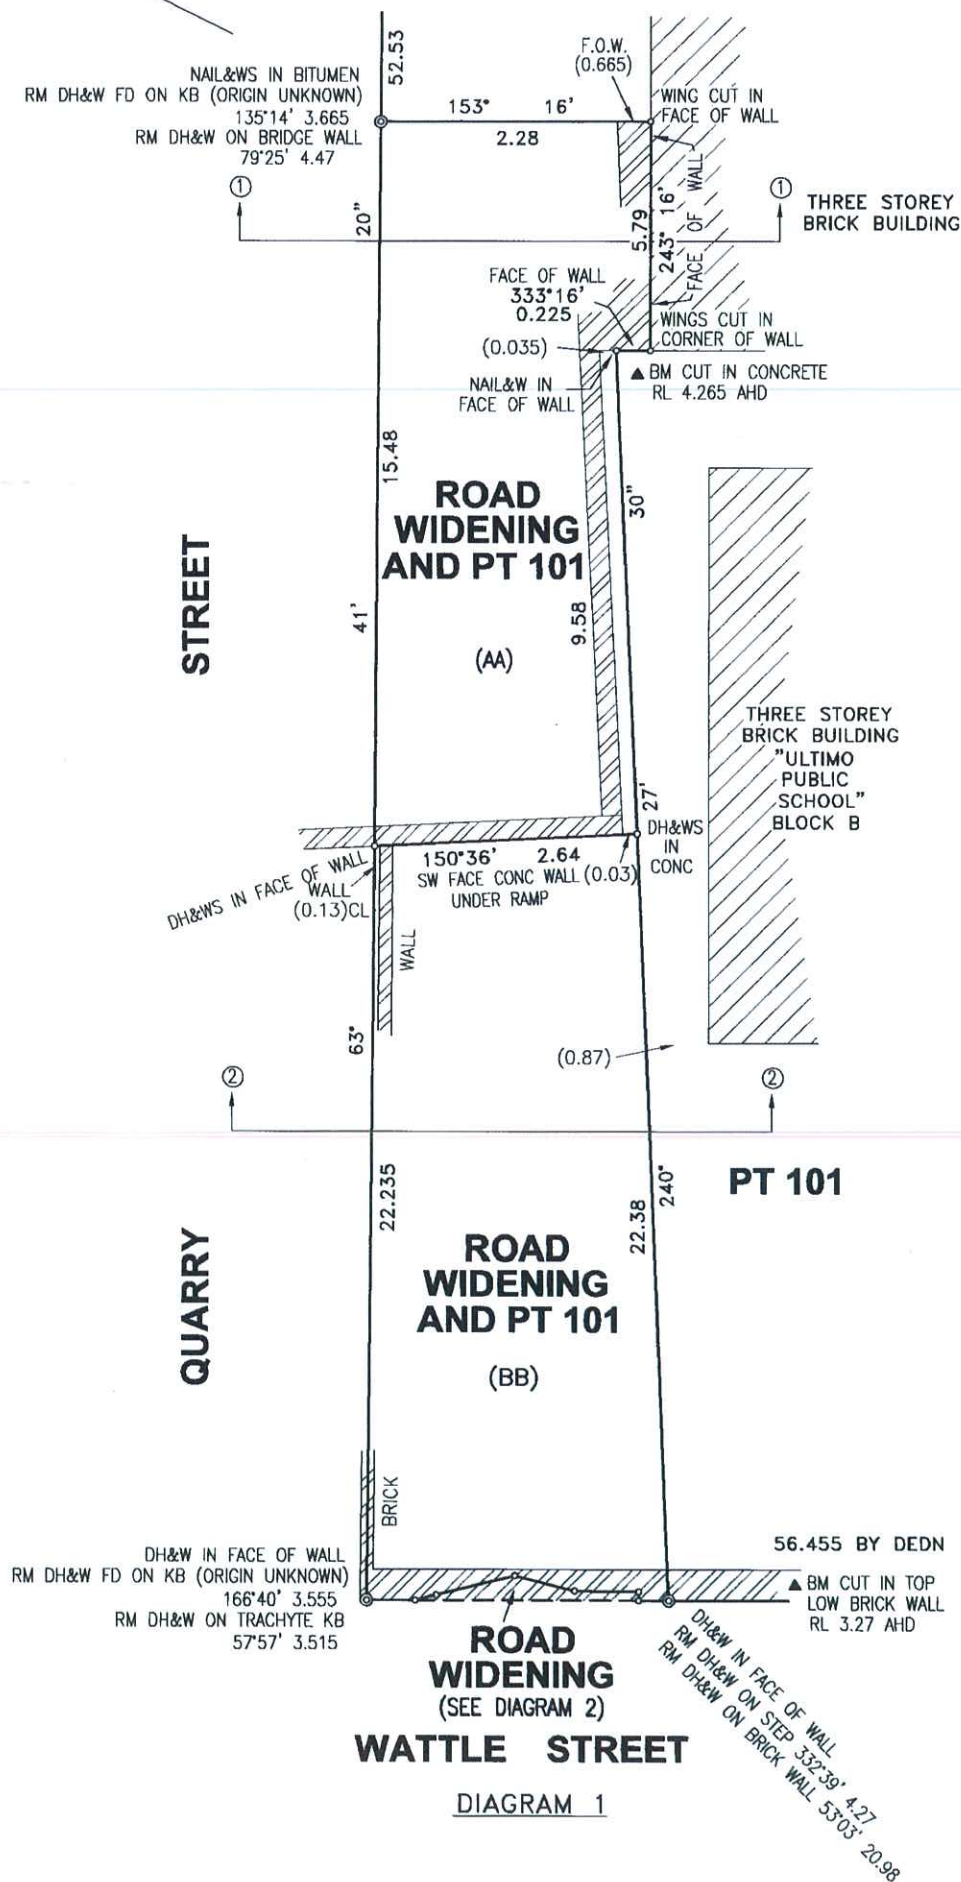 52.53
F.O.W.
(0.665)
NAIL&WS IN BITUMEN
RM DH&W FD ON KB (ORIGIN UNKNOWN)
135°14' 3.665
RM DH&W ON BRIDGE WALL
79°25' 4.47
153° 16'
2.28
WING CUT IN
FACE OF WALL
1
1
THREE STOREY
BRICK BUILDING
20"
5.79
243° 16'
FACE OF WALL
FACE OF WALL
333°16'
0.225
WINGS CUT IN
CORNER OF WALL
(0.035)
NAIL&W IN
FACE OF WALL
▲ BM CUT IN CONCRETE
RL 4.265 AHD
15.48
ROAD
WIDENING
AND PT 101
(AA)
30"
STREET
41'
9.58
THREE STOREY
BRICK BUILDING
"ULTIMO
PUBLIC
SCHOOL"
BLOCK B
27'
DH&WS
IN
CONC
150°36' 2.64
SW FACE CONC WALL (0.03)
UNDER RAMP
DH&WS IN FACE OF WALL
WALL
(0.13)CL
WALL
63°
(0.87)
2
2
22.235
22.38
240°
PT 101
QUARRY
ROAD
WIDENING
AND PT 101
(BB)
BRICK
56.455 BY DEDN
DH&W IN FACE OF WALL
RM DH&W FD ON KB (ORIGIN UNKNOWN)
166°40' 3.555
RM DH&W ON TRACHYTE KB
57°57' 3.515
▲ BM CUT IN TOP
LOW BRICK WALL
RL 3.27 AHD
ROAD
WIDENING
(SEE DIAGRAM 2)
DH&W IN FACE OF WALL
RM DH&W ON STEP 332°39' 4.27
RM DH&W ON BRICK WALL 53°03' 20.98
WATTLE STREET
DIAGRAM 1